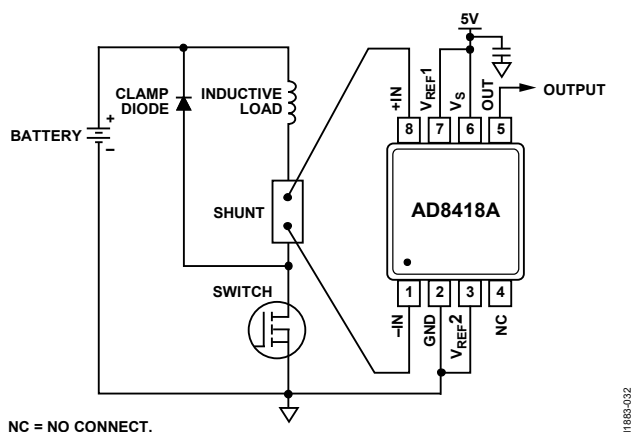 5V
CLAMP
DIODE
INDUCTIVE
LOAD
BATTERY
+
–
SHUNT
SWITCH
+IN
VREF1
VS
OUT
OUTPUT
8
7
6
5
AD8418A
1
2
3
4
–IN
GND
VREF2
NC
NC = NO CONNECT.
11883-032